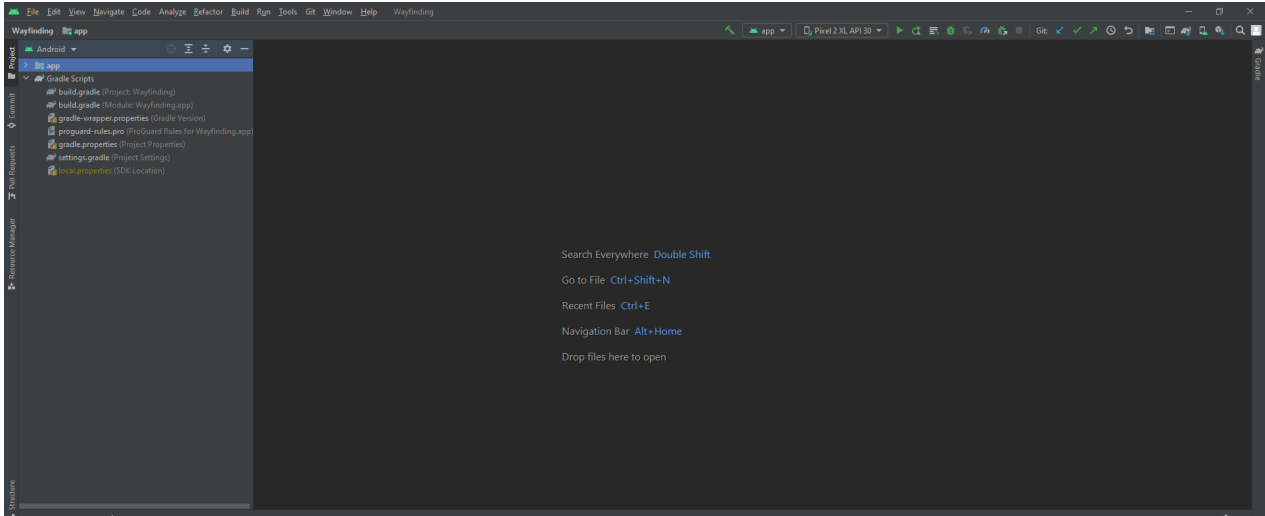 File Edit View Navigate Code Analyze Refactor Build Run Tools Git Window Help Wayfinding
Wayfinding app
app Pixel 2 XL API 30 Git:
Project
Commit
Pull Requests
Resource Manager
Structure
Android
app
Gradle Scripts
build.gradle (Project: Wayfinding)
build.gradle (Module: Wayfinding.app)
gradle-wrapper.properties (Gradle Version)
proguard-rules.pro (ProGuard Rules for Wayfinding.app)
gradle.properties (Project Properties)
settings.gradle (Project Settings)
local.properties (SDK Location)
Search Everywhere Double Shift
Go to File Ctrl+Shift+N
Recent Files Ctrl+E
Navigation Bar Alt+Home
Drop files here to open
Gradle